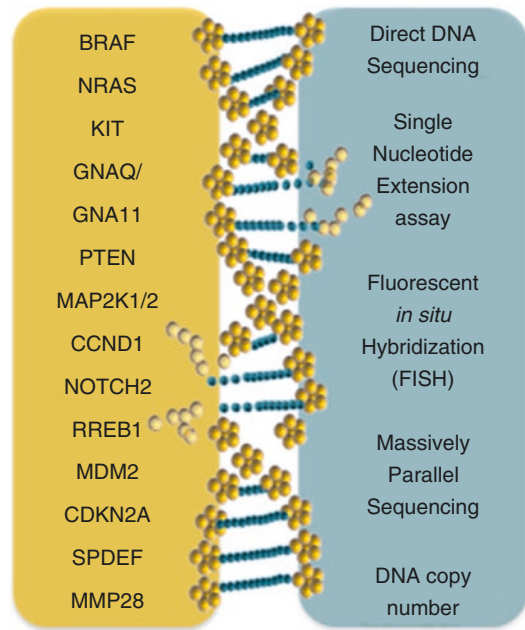 BRAF
NRAS
KIT
GNAQ/
GNA11
PTEN
MAP2K1/2
CCND1
NOTCH2
RREB1
MDM2
CDKN2A
SPDEF
MMP28
Direct DNA
Sequencing
Single
Nucleotide
Extension
assay
Fluorescent
in situ
Hybridization
(FISH)
Massively
Parallel
Sequencing
DNA copy
number